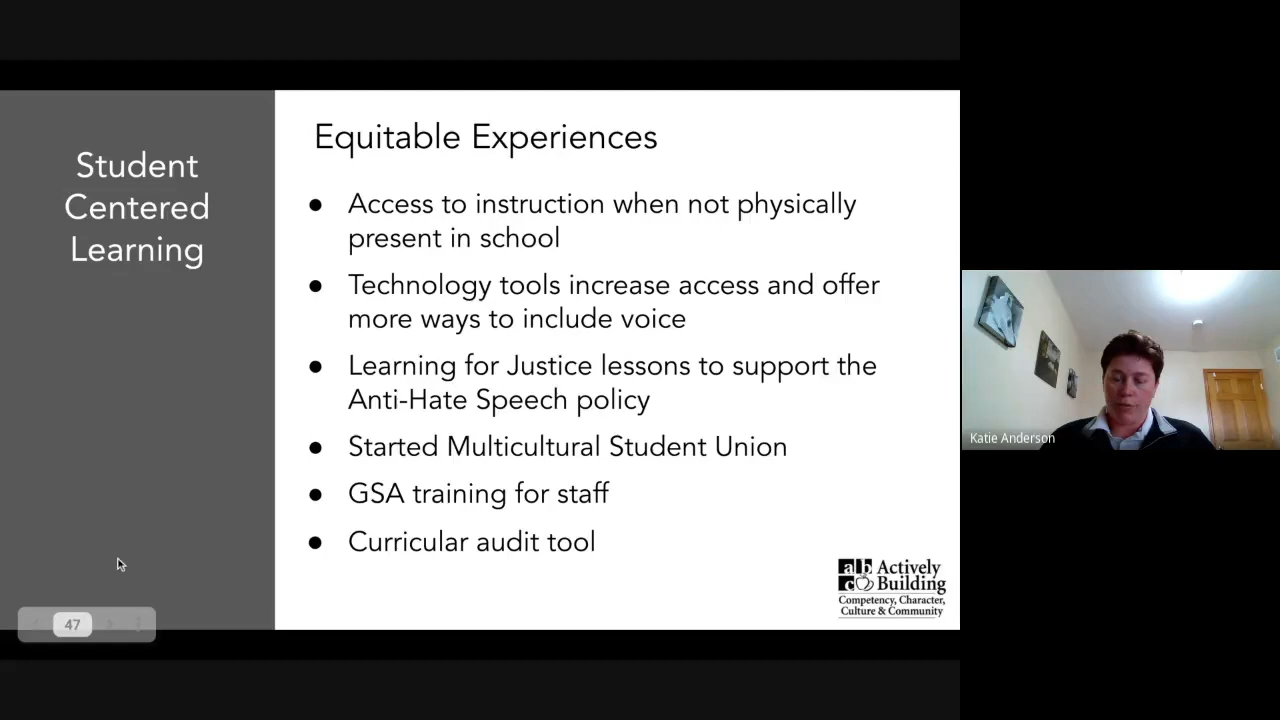 Student
Centered
Learning
Equitable Experiences
● Access to instruction when not physically
present in school
● Technology tools increase access and offer
more ways to include voice
● Learning for Justice lessons to support the
Anti-Hate Speech policy
● Started Multicultural Student Union
● GSA training for staff
● Curricular audit tool
a b c Actively
Building
Competency, Character,
Culture & Community
47
Katie Anderson